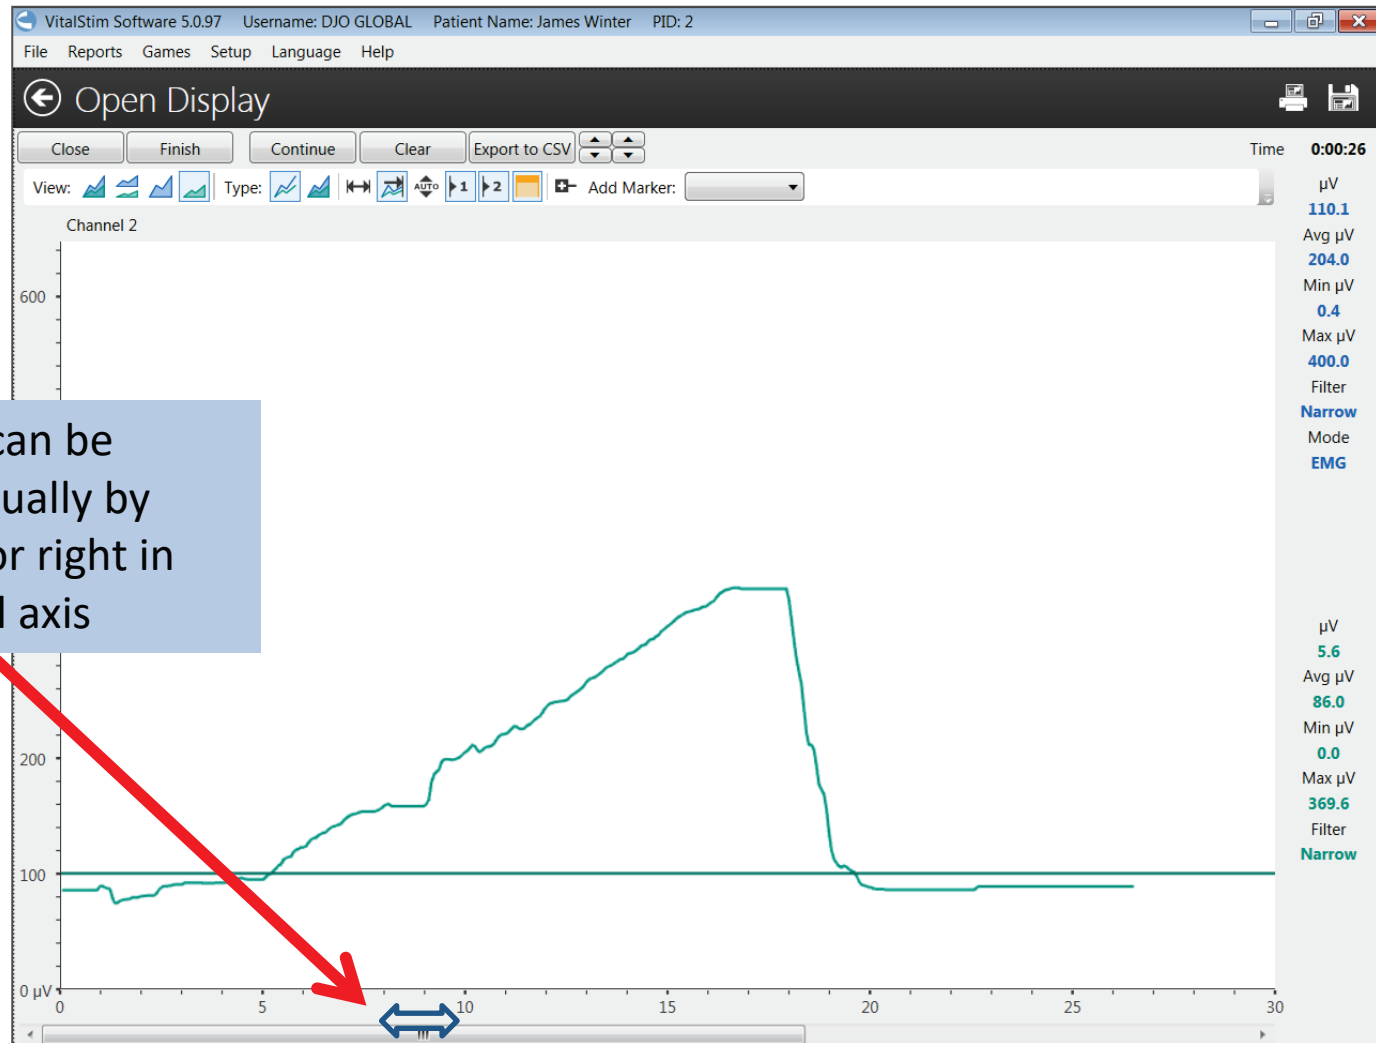 VitalStim Software 5.0.97 Username: DJO GLOBAL Patient Name: James Winter PID: 2
File Reports Games Setup Language Help
Open Display
Close Finish Continue Clear Export to CSV Time 0:00:26
View: Type: AUTO 1 2 Add Marker:
Channel 2
600
can be
ually by
or right in
l axis
200
100
0 µV
0 5 10 15 20 25 30
µV
110.1
Avg µV
204.0
Min µV
0.4
Max µV
400.0
Filter
Narrow
Mode
EMG
µV
5.6
Avg µV
86.0
Min µV
0.0
Max µV
369.6
Filter
Narrow